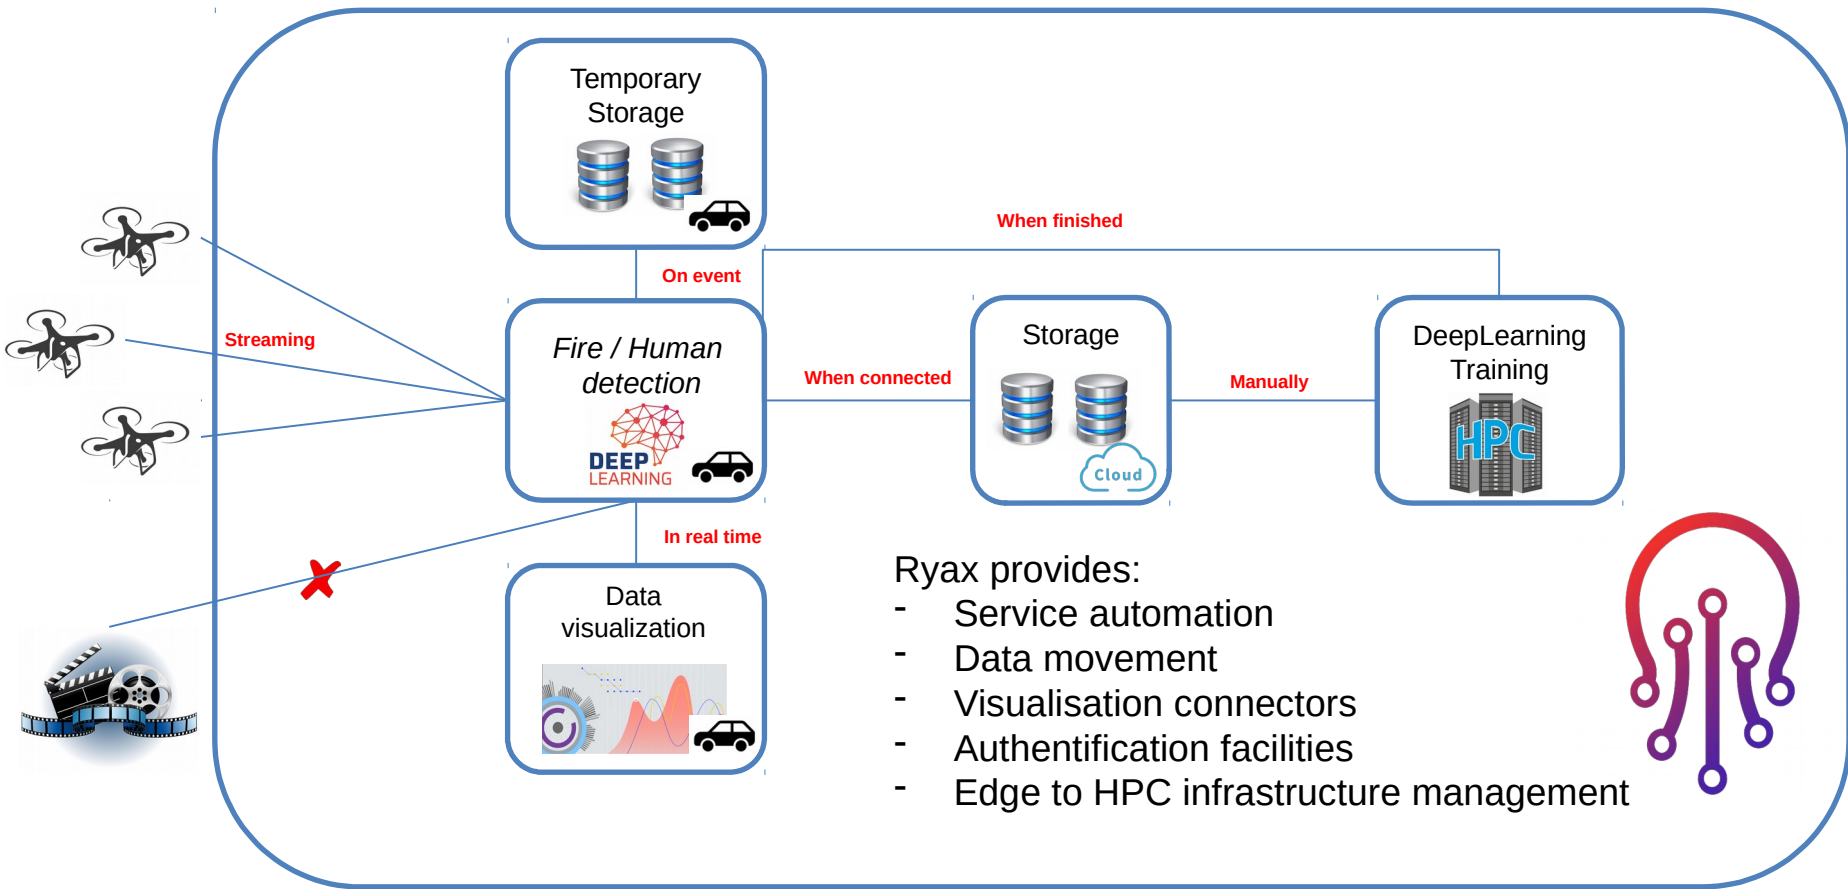 Temporary
Storage
When finished
On event
Streaming
Fire / Human
detection
DEEP
LEARNING
When connected
Storage
Cloud
Manually
DeepLearning
Training
HPC
In real time
Data
visualization
Ryax provides:
- Service automation
- Data movement
- Visualisation connectors
- Authentification facilities
- Edge to HPC infrastructure management